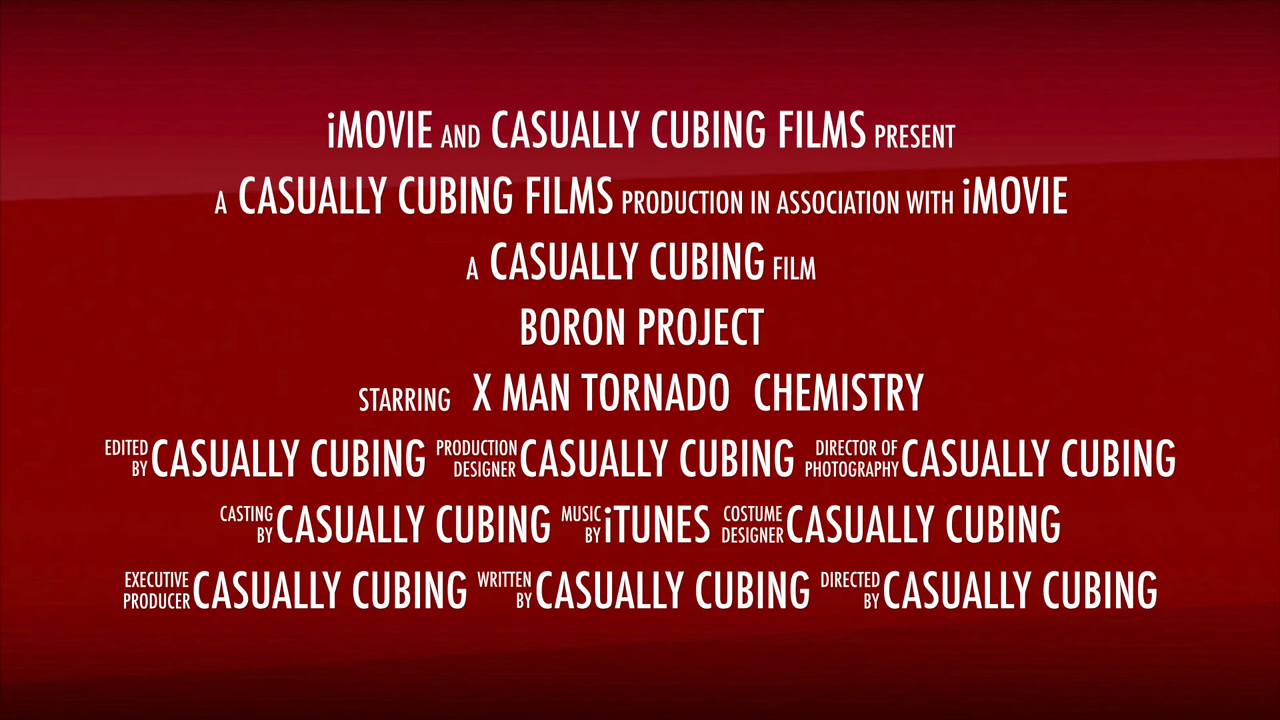 iMOVIE AND CASUALLY CUBING FILMS PRESENT
A CASUALLY CUBING FILMS PRODUCTION IN ASSOCIATION WITH iMOVIE
A CASUALLY CUBING FILM
BORON PROJECT
STARRING X MAN TORNADO CHEMISTRY
EDITED BY CASUALLY CUBING PRODUCTION DESIGNER CASUALLY CUBING DIRECTOR OF PHOTOGRAPHY CASUALLY CUBING
CASTING BY CASUALLY CUBING MUSIC BY iTUNES COSTUME DESIGNER CASUALLY CUBING
EXECUTIVE PRODUCER CASUALLY CUBING WRITTEN BY CASUALLY CUBING DIRECTED BY CASUALLY CUBING